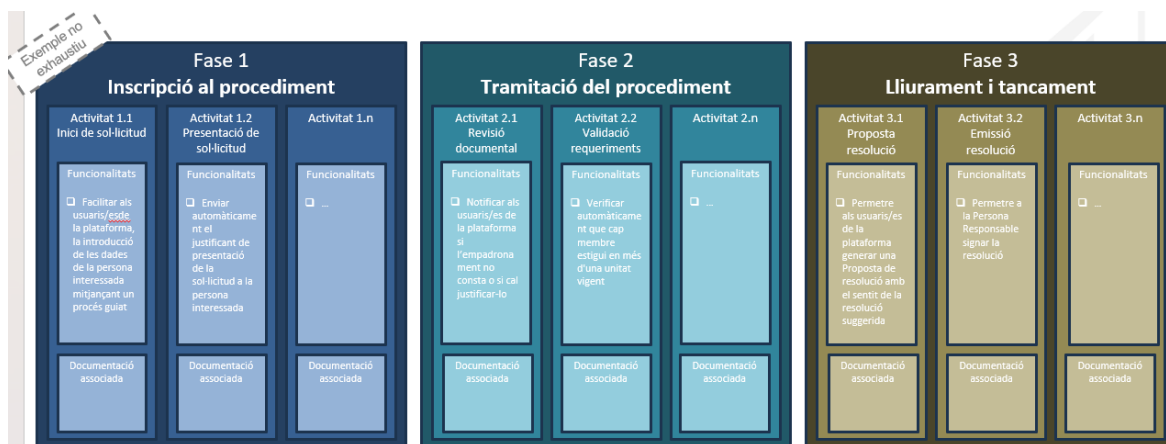 Exemple no
exhaustiu
Fase 1
Inscripció al procediment
Activitat 1.1
Inici de sol·licitud
Funcionalitats
❑ Facilitar als
usuaris/esde
la plataforma,
la introducció
de les dades
de la persona
interessada
mitjançant un
procés guiat
Documentació
associada
Activitat 1.2
Presentació de
sol·licitud
Funcionalitats
❑ Enviar
automàticame
nt el
justificant de
presentació
de la
sol·licitud a la
persona
interessada
Documentació
associada
Activitat 1.n
Funcionalitats
❑ ...
Documentació
associada
Fase 2
Tramitació del procediment
Activitat 2.1
Revisió
documental
Funcionalitats
❑ Notificar als
usuaris/es de
la plataforma
si
l'empadrona
ment no
consta o si cal
justificar-lo
Documentació
associada
Activitat 2.2
Validació
requeriments
Funcionalitats
❑ Verificar
automàticame
nt que cap
membre
estigui en més
d'una unitat
vigent
Documentació
associada
Activitat 2.n
Funcionalitats
❑ ...
Documentació
associada
Fase 3
Lliurament i tancament
Activitat 3.1
Proposta
resolució
Funcionalitats
❑ Permetre
als usuaris/es
de la
plataforma
generar una
Proposta de
resolució amb
el sentit de la
resolució
suggerida
Documentació
associada
Activitat 3.2
Emissió
resolució
Funcionalitats
❑ Permetre a
la Persona
Responsable
signar la
resolució
Documentació
associada
Activitat 3.n
Funcionalitats
❑ ...
Documentació
associada